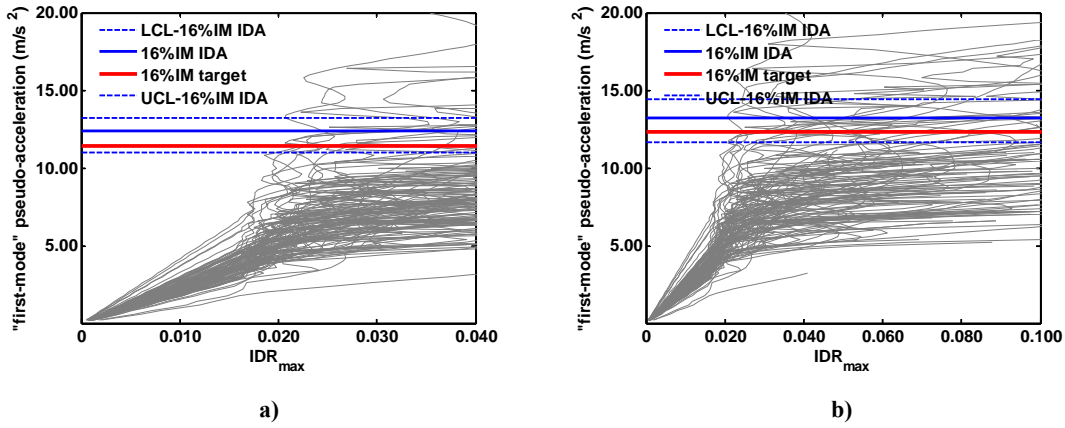 20.00
15.00
10.00
5.00
"first-mode" pseudo-acceleration (m/s²)
LCL-16%IM IDA
16%IM IDA
16%IM target
UCL-16%IM IDA
0 0.010 0.020 0.030 0.040
IDRmax
a)
20.00
15.00
10.00
5.00
"first-mode" pseudo-acceleration (m/s²)
LCL-16%IM IDA
16%IM IDA
16%IM target
UCL-16%IM IDA
0 0.020 0.040 0.060 0.080 0.100
IDRmax
b)